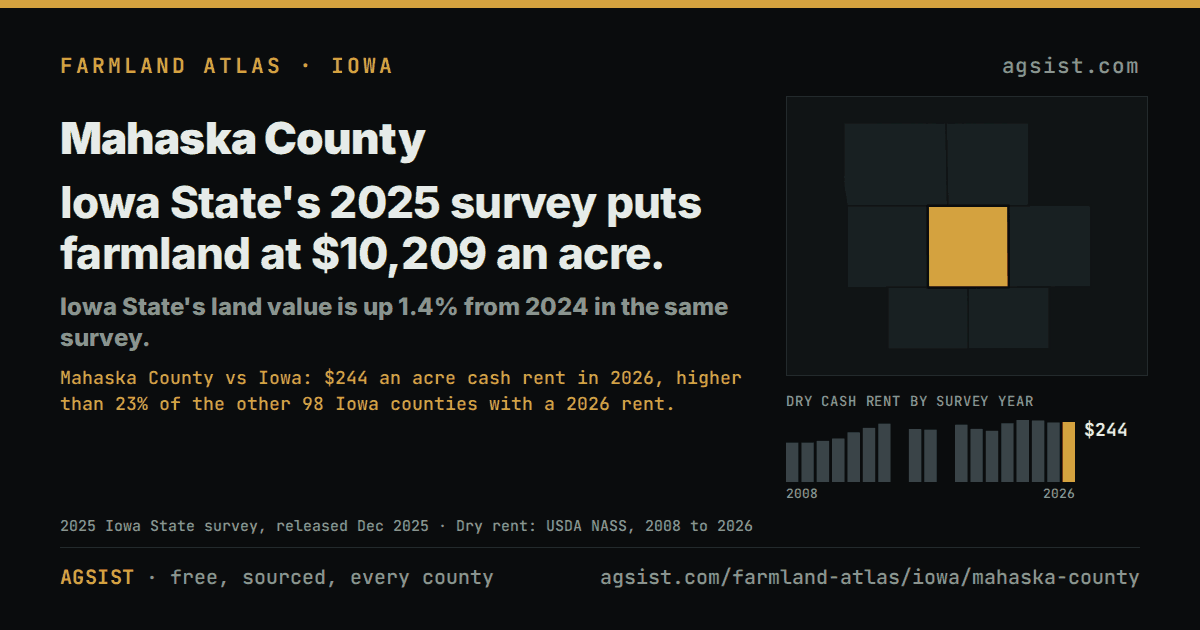 FARMLAND ATLAS · IOWA
agsist.com
Mahaska County
Iowa State's 2025 survey puts
farmland at $10,209 an acre.
Iowa State's land value is up 1.4% from 2024 in the same
survey.
Mahaska County vs Iowa: $244 an acre cash rent in 2026, higher
than 23% of the other 98 Iowa counties with a 2026 rent.
DRY CASH RENT BY SURVEY YEAR
$244
2008
2026
2025 Iowa State survey, released Dec 2025 · Dry rent: USDA NASS, 2008 to 2026
AGSIST · free, sourced, every county
agsist.com/farmland-atlas/iowa/mahaska-county